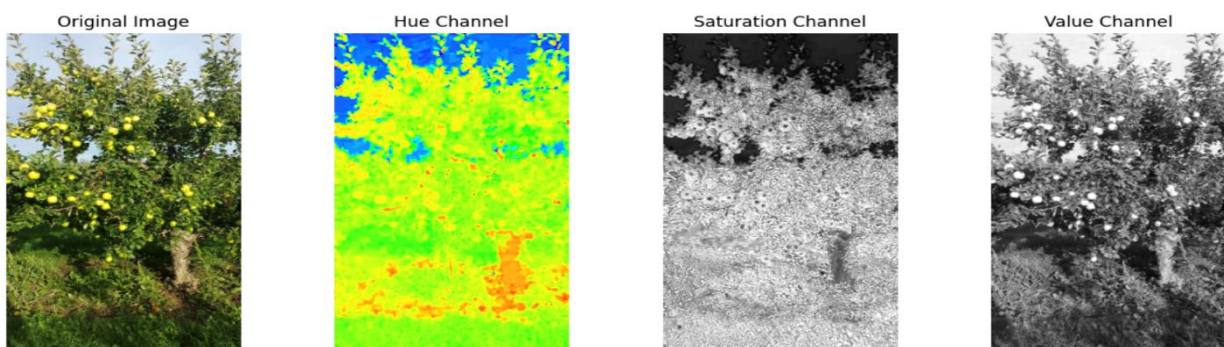 Original Image
Hue Channel
Saturation Channel
Value Channel